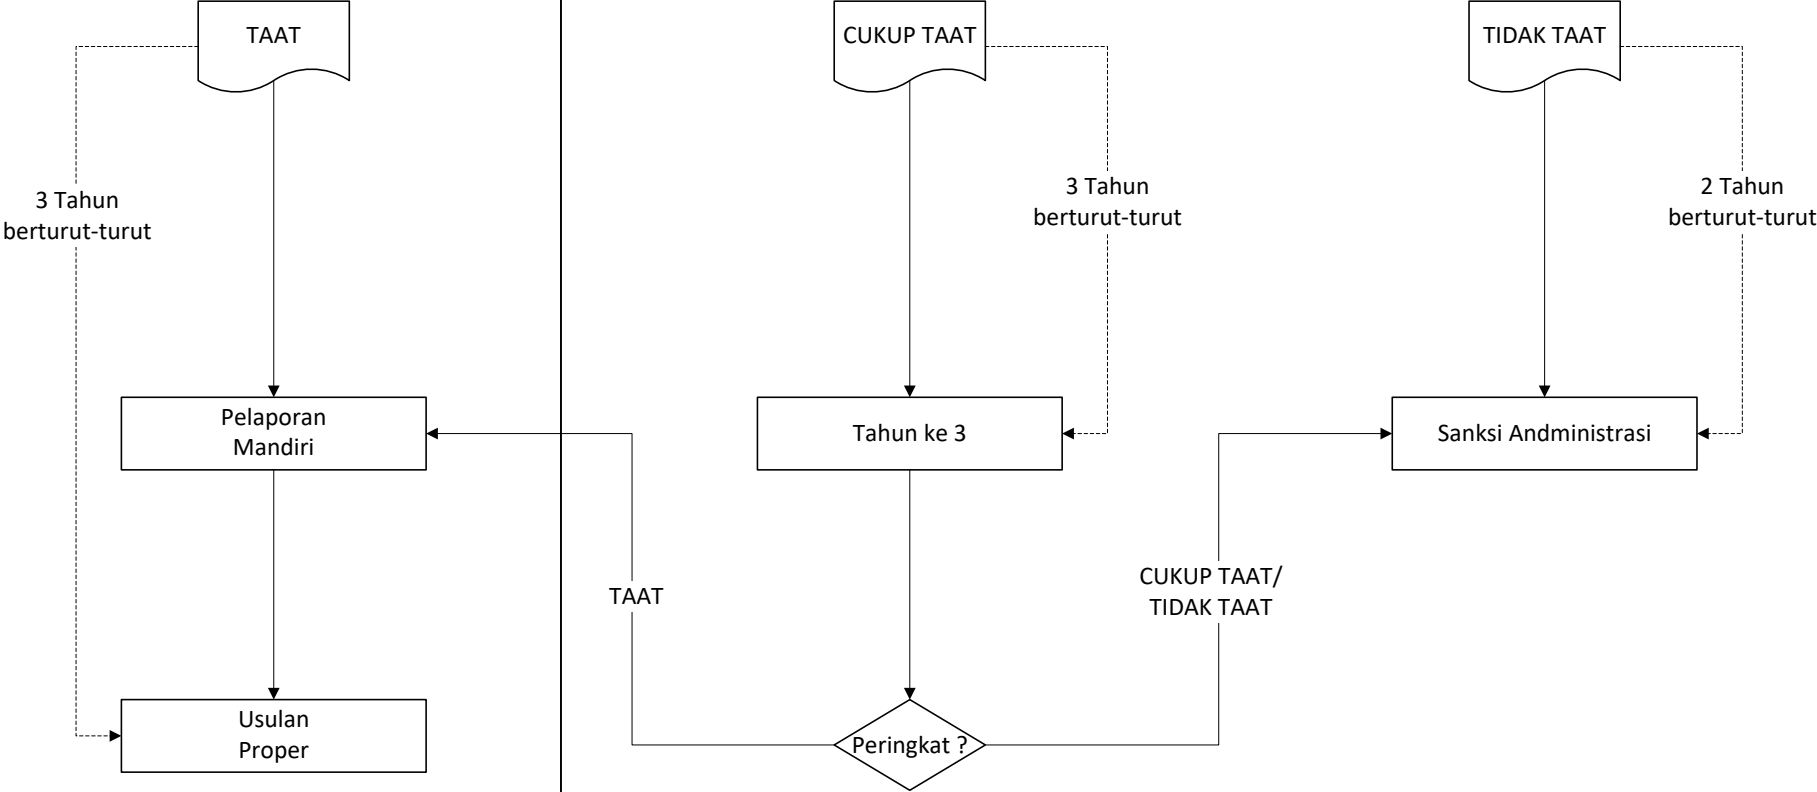 TAAT
CUKUP TAAT
TIDAK TAAT
3 Tahun
berturut-turut
3 Tahun
berturut-turut
2 Tahun
berturut-turut
Pelaporan
Mandiri
Tahun ke 3
Sanksi Andministrasi
TAAT
CUKUP TAAT/
TIDAK TAAT
Usulan
Proper
Peringkat ?